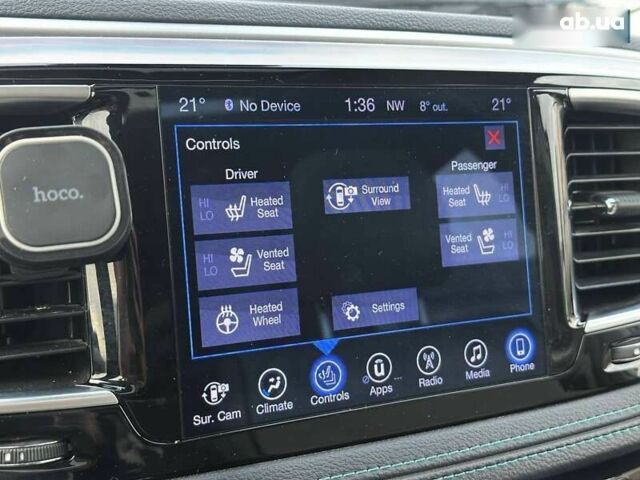 ab.ua
21° No Device 1:36 NW 8° out. 21°
Controls X
Driver Passenger
HI
LO
Heated
Seat
Surround
View
Heated
Seat
HI
LO
HI
LO
Vented
Seat
Vented
Seat
HI
LO
Heated
Wheel
Settings
Sur. Cam Climate Controls Apps ... Radio Media Phone
hoco.